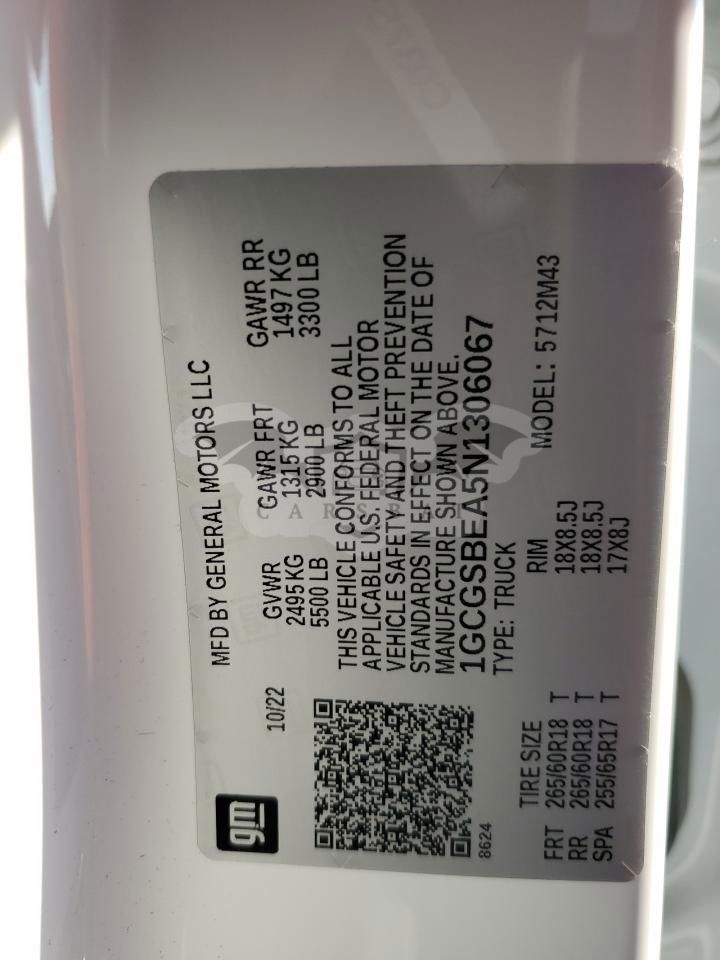 gm
MFD BY GENERAL MOTORS LLC
10/22
GVWR GAWR FRT GAWR RR
2495 KG 1315 KG 1497 KG
5500 LB 2900 LB 3300 LB
THIS VEHICLE CONFORMS TO ALL
APPLICABLE U.S. FEDERAL MOTOR
VEHICLE SAFETY AND THEFT PREVENTION
STANDARDS IN EFFECT ON THE DATE OF
MANUFACTURE SHOWN ABOVE.
1GCGSBEA5N1306067
TYPE: TRUCK MODEL: 5712M43
8624
TIRE SIZE RIM
FRT 265/60R18 T 18X8.5J
RR 265/60R18 T 18X8.5J
SPA 255/65R17 T 17X8J